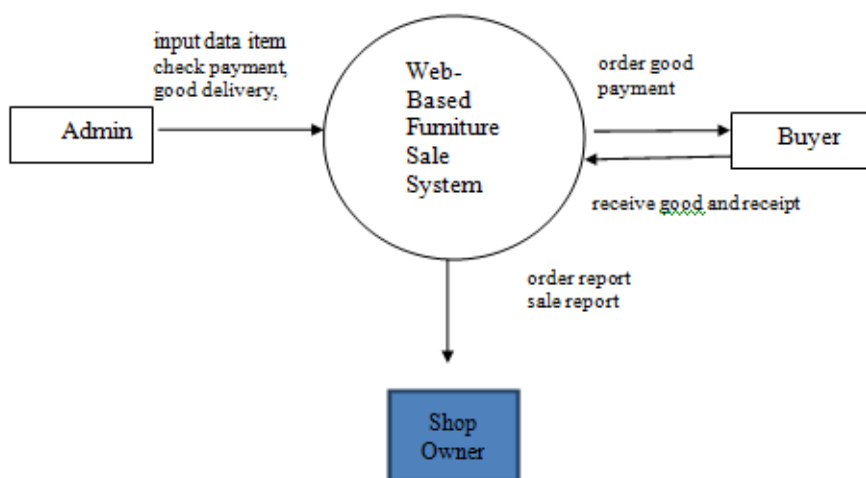 input data item
check payment,
good delivery,
Admin
Web-
Based
Furniture
Sale
System
order good
payment
Buyer
receive good and receipt
order report
sale report
Shop
Owner